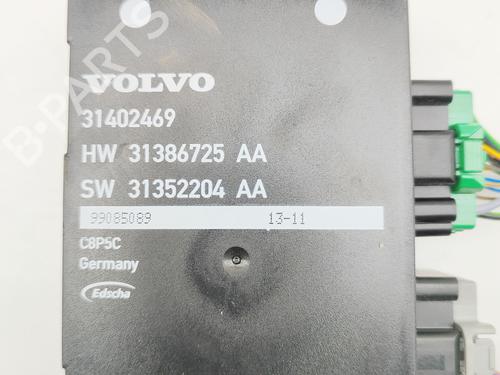 VOLVO
31402469
HW 31386725 AA
SW 31352204 AA
99085089 13-11
C8P5C
Germany
Edscha
B-PARTS